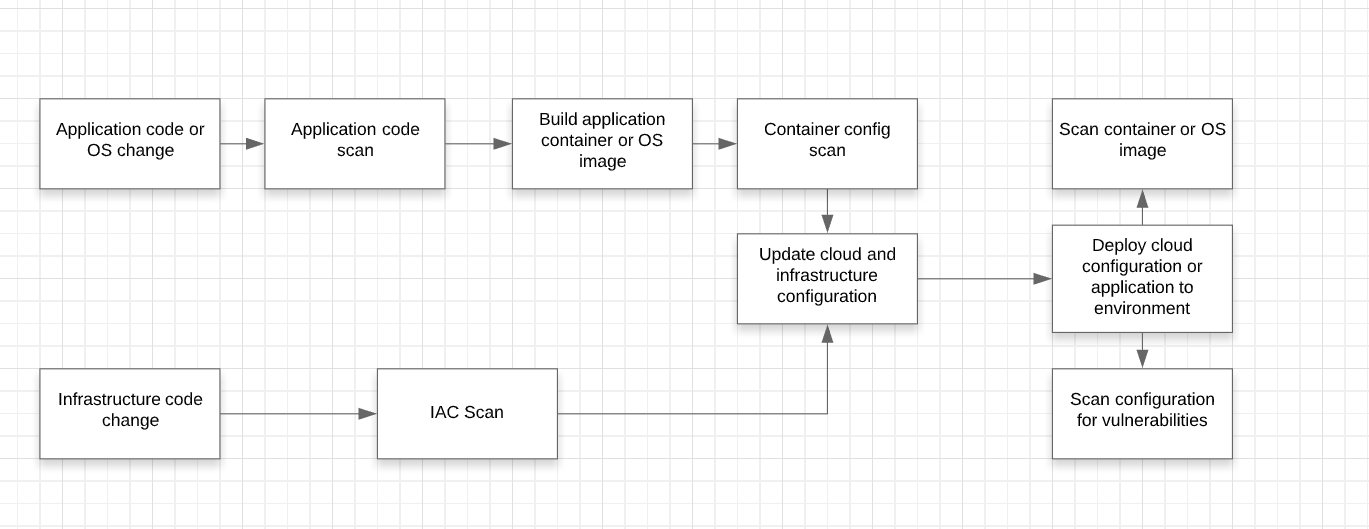 Application code or
OS change
Application code
scan
Build application
container or OS
image
Container config
scan
Scan container or OS
image
Update cloud and
infrastructure
configuration
Deploy cloud
configuration or
application to
environment
Infrastructure code
change
IAC Scan
Scan configuration
for vulnerabilities